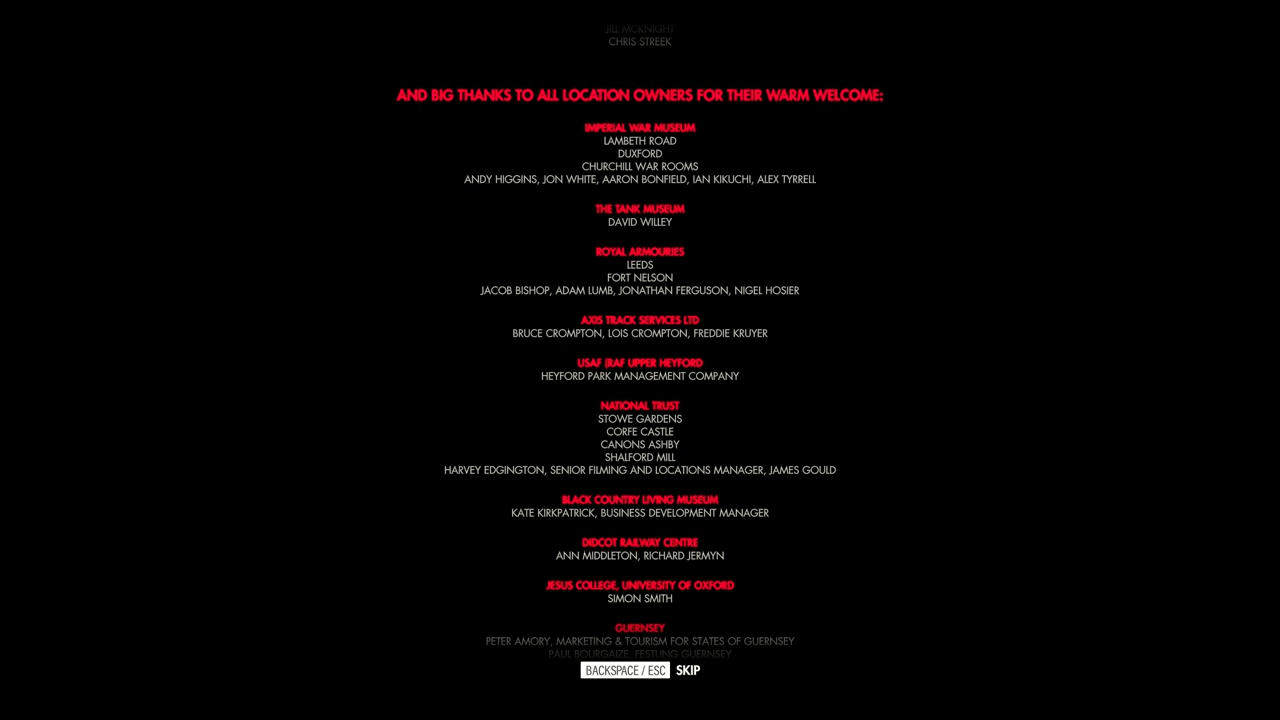 JILL MCKNIGHT
CHRIS STREEK
AND BIG THANKS TO ALL LOCATION OWNERS FOR THEIR WARM WELCOME:
IMPERIAL WAR MUSEUM
LAMBETH ROAD
DUXFORD
CHURCHILL WAR ROOMS
ANDY HIGGINS, JON WHITE, AARON BONFIELD, IAN KIKUCHI, ALEX TYRRELL
THE TANK MUSEUM
DAVID WILLEY
ROYAL ARMOURIES
LEEDS
FORT NELSON
JACOB BISHOP, ADAM LUMB, JONATHAN FERGUSON, NIGEL HOSIER
AXIS TRACK SERVICES LTD
BRUCE CROMPTON, LOIS CROMPTON, FREDDIE KRUYER
USAF (RAF UPPER HEYFORD
HEYFORD PARK MANAGEMENT COMPANY
NATIONAL TRUST
STOWE GARDENS
CORFE CASTLE
CANONS ASHBY
SHALFORD MILL
HARVEY EDGINGTON, SENIOR FILMING AND LOCATIONS MANAGER, JAMES GOULD
BLACK COUNTRY LIVING MUSEUM
KATE KIRKPATRICK, BUSINESS DEVELOPMENT MANAGER
DIDCOT RAILWAY CENTRE
ANN MIDDLETON, RICHARD JERMYN
JESUS COLLEGE, UNIVERSITY OF OXFORD
SIMON SMITH
GUERNSEY
PETER AMORY, MARKETING & TOURISM FOR STATES OF GUERNSEY
PAUL BOURGAIZE, FESTUNG GUERNSEY
BACKSPACE / ESC SKIP